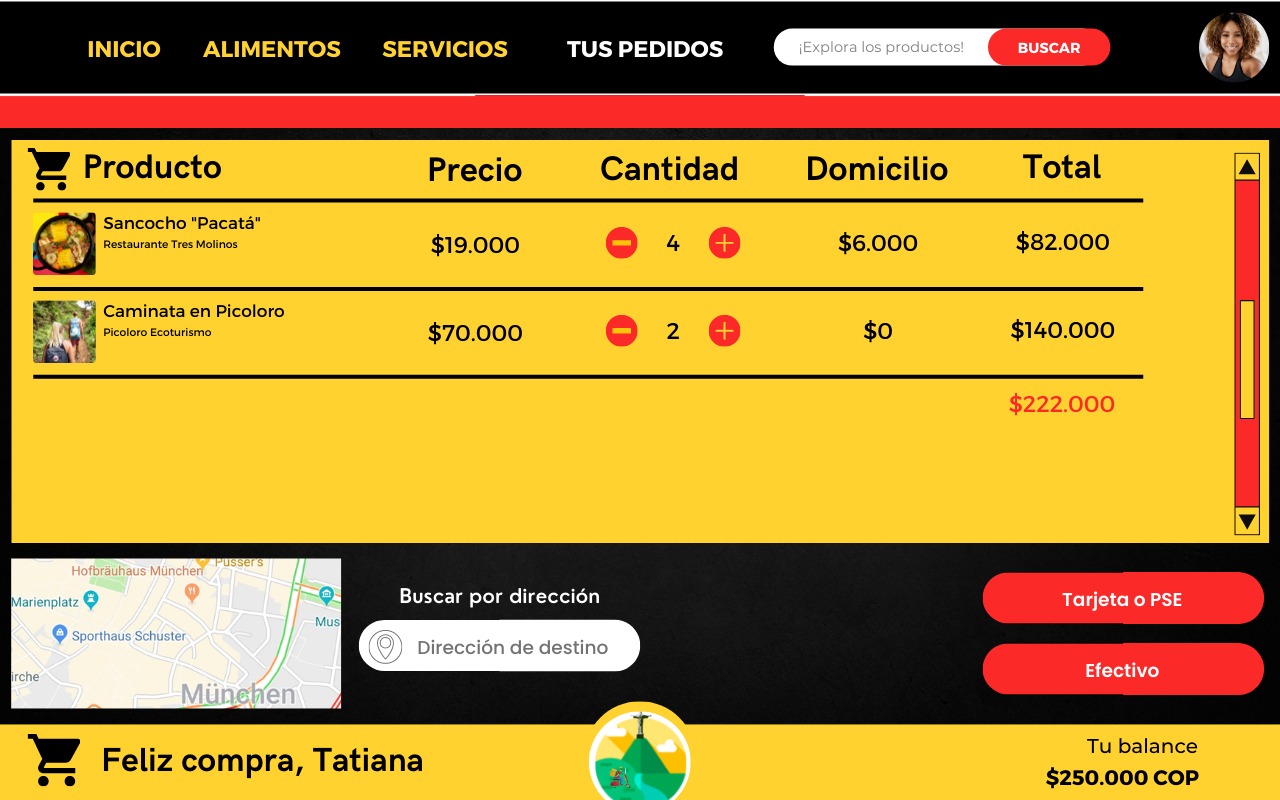 INICIO ALIMENTOS SERVICIOS TUS PEDIDOS ¡Explora los productos! BUSCAR
Producto Precio Cantidad Domicilio Total
Sancocho "Pacatá"
Restaurante Tres Molinos
$19.000 4 $6.000 $82.000
Caminata en Picoloro
Picoloro Ecoturismo
$70.000 2 $0 $140.000
$222.000
Pusser's
Hofbräuhaus München
Marienplatz
Mus
Sporthaus Schuster
irche
München
Buscar por dirección
Dirección de destino
Tarjeta o PSE
Efectivo
Feliz compra, Tatiana
Tu balance
$250.000 COP